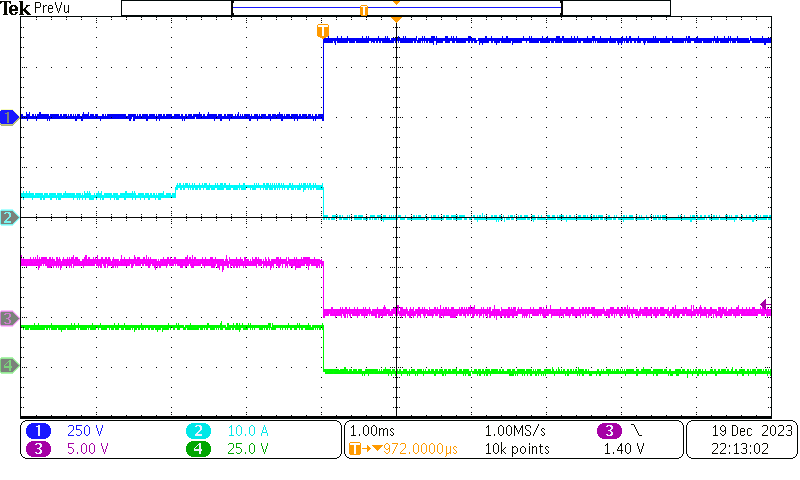 Tek PreVu
T
T
1
2
3
4
1 250 V 2 10.0 A 1.00ms 1.00MS/s 3 19 Dec 2023
3 5.00 V 4 25.0 V T→▼972.0000µs 10k points 1.40 V 22:13:02